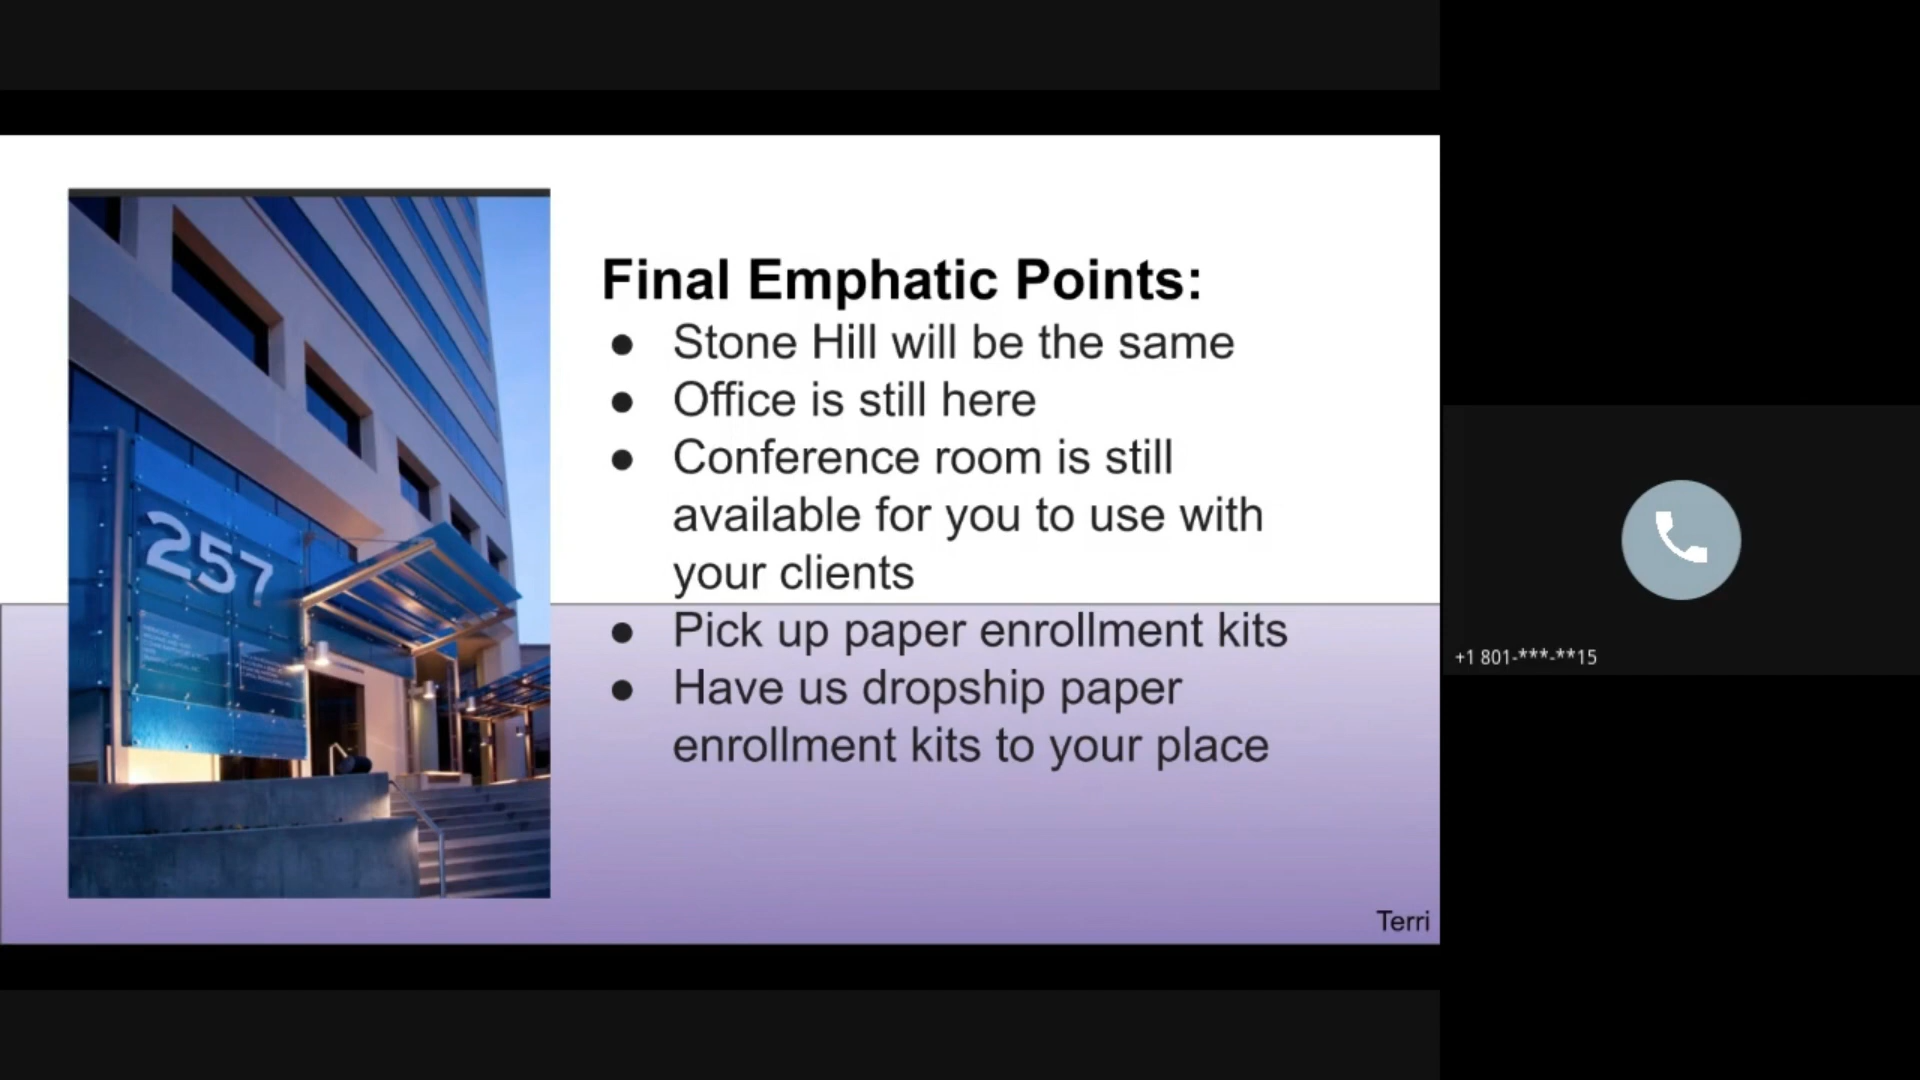 Final Emphatic Points:
● Stone Hill will be the same
● Office is still here
● Conference room is still
available for you to use with
your clients
● Pick up paper enrollment kits
● Have us dropship paper
enrollment kits to your place
257
Terri
+1 801-***-**15